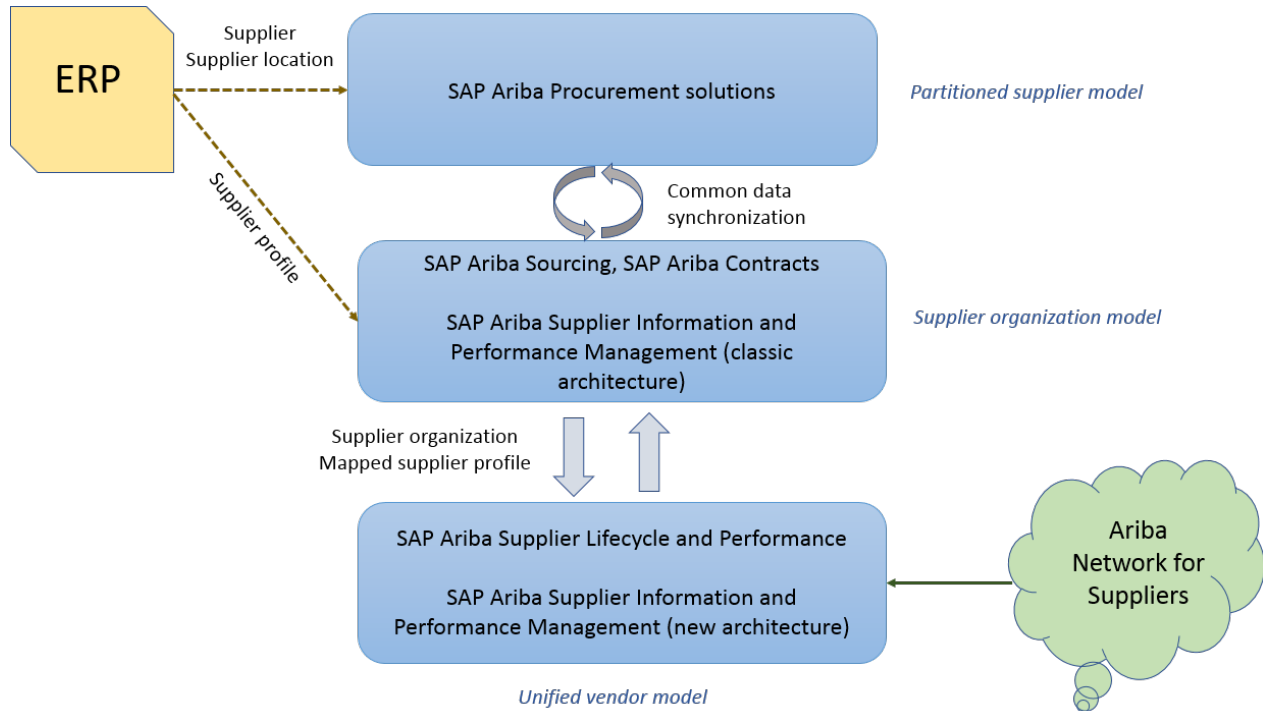 ERP
Supplier
Supplier location
SAP Ariba Procurement solutions
Partitioned supplier model
Supplier profile
Common data
synchronization
SAP Ariba Sourcing, SAP Ariba Contracts
SAP Ariba Supplier Information and
Performance Management (classic
architecture)
Supplier organization model
Supplier organization
Mapped supplier profile
SAP Ariba Supplier Lifecycle and Performance
SAP Ariba Supplier Information and
Performance Management (new architecture)
Ariba
Network for
Suppliers
Unified vendor model